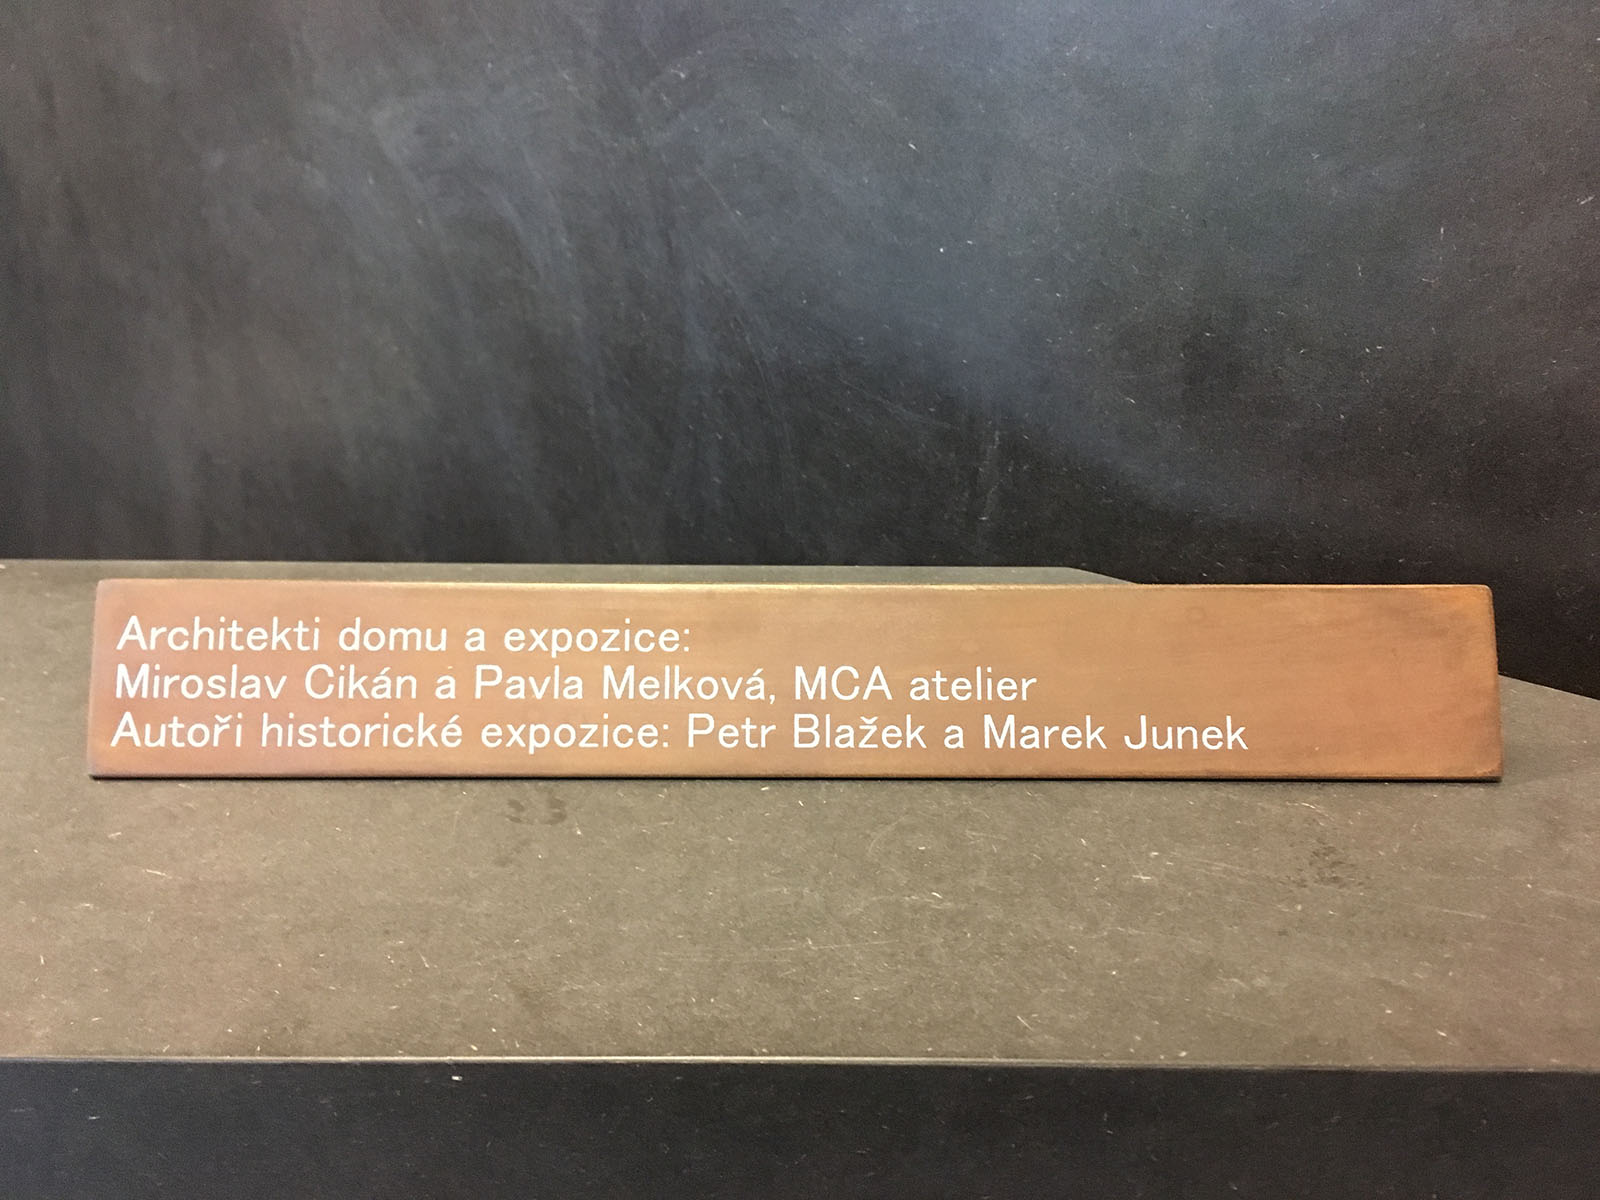 Architekti domu a expozice:
Miroslav Cikán a Pavla Melková, MCA atelier
Autoři historické expozice: Petr Blažek a Marek Junek